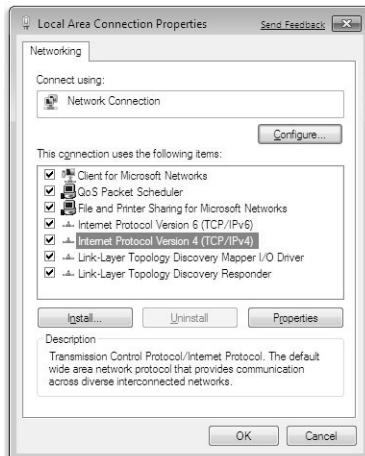 Local Area Connection Properties
Send Feedback
Networking
Connect using:
Network Connection
Configure...
This connection uses the following items:
Client for Microsoft Networks
QoS Packet Scheduler
File and Printer Sharing for Microsoft Networks
Internet Protocol Version 6 (TCP/IPv6)
Internet Protocol Version 4 (TCP/IPv4)
Link-Layer Topology Discovery Mapper I/O Driver
Link-Layer Topology Discovery Responder
Install...
Uninstall
Properties
Description
Transmission Control Protocol/Internet Protocol. The default
wide area network protocol that provides communication
across diverse interconnected networks.
OK
Cancel